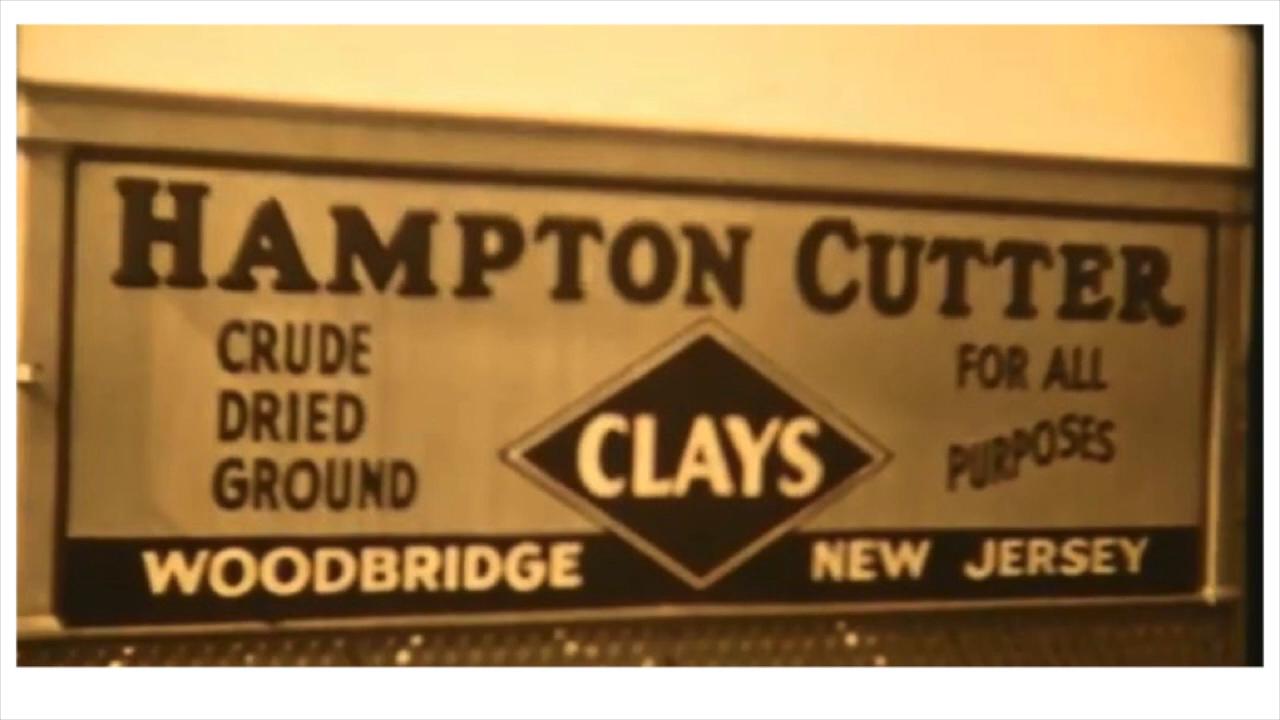 HAMPTON CUTTER
CRUDE
DRIED
GROUND
CLAYS
FOR ALL
PURPOSES
WOODBRIDGE NEW JERSEY